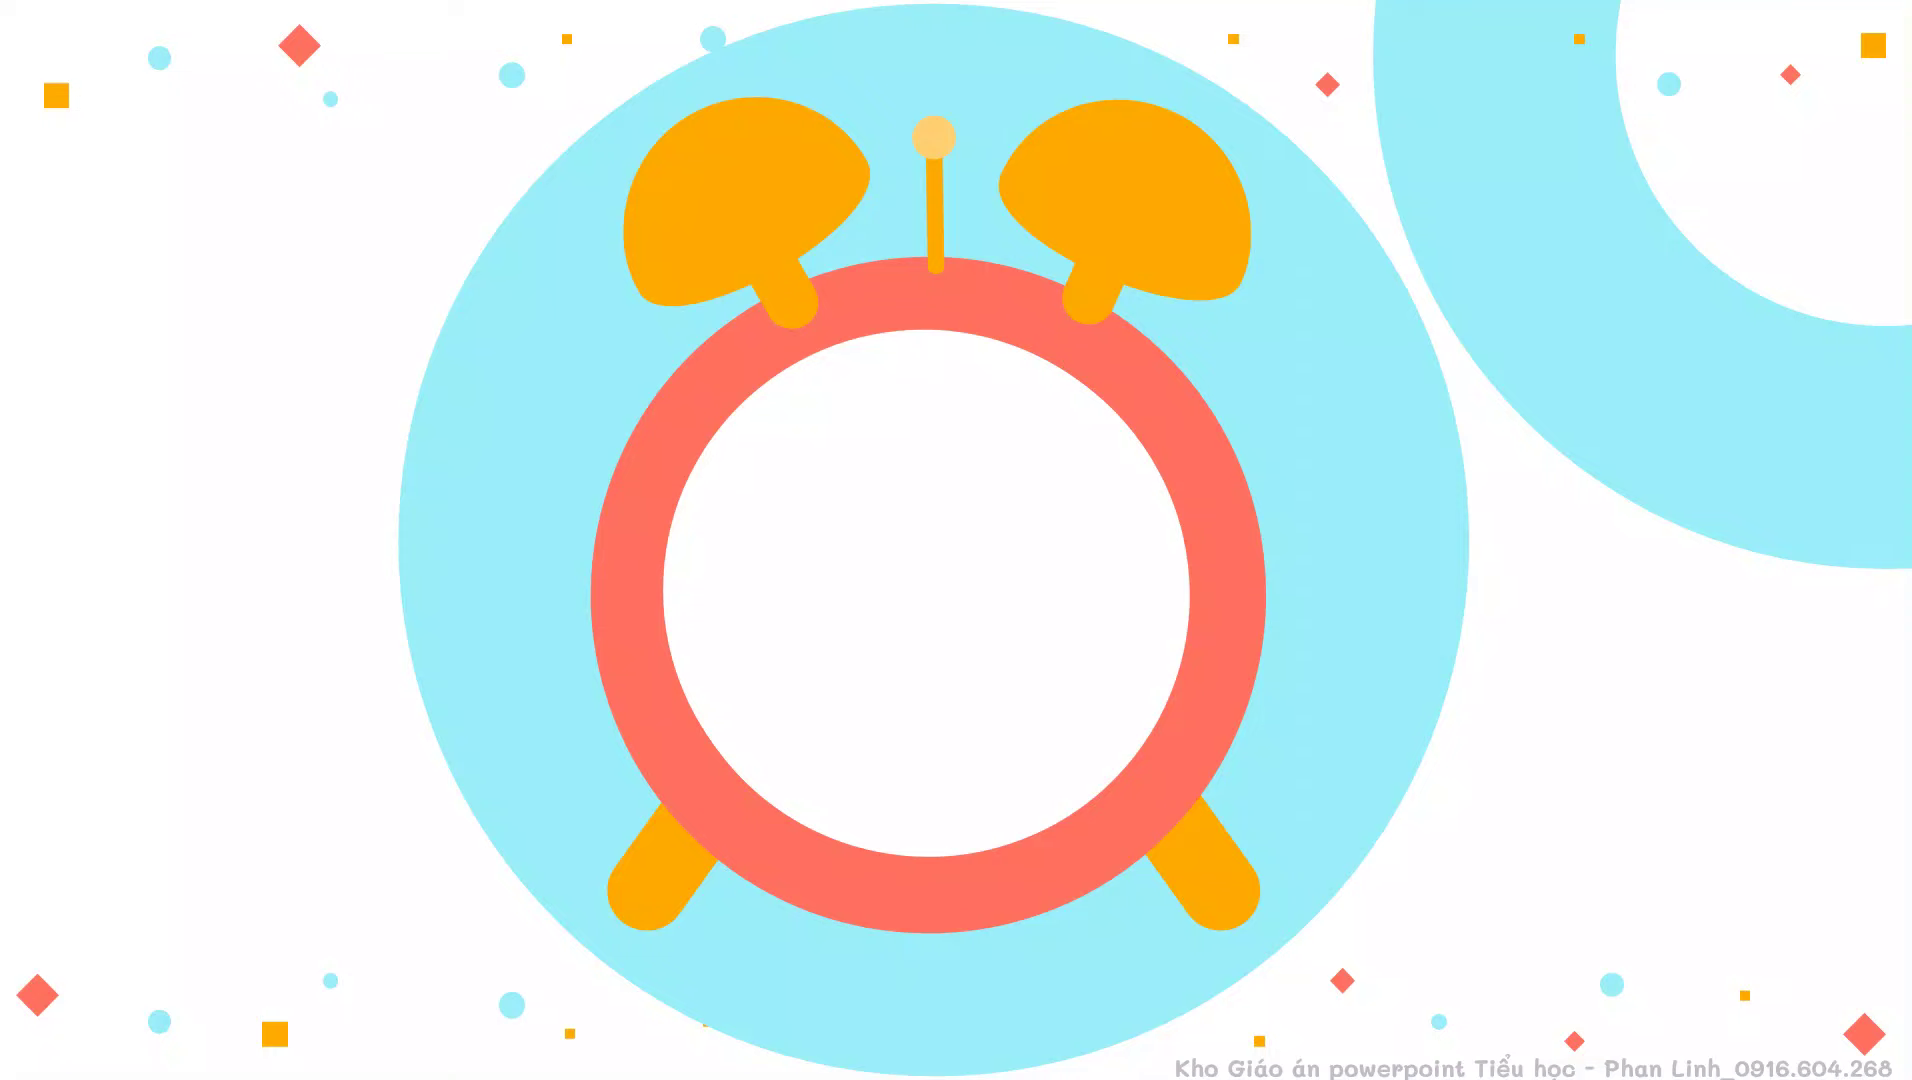 Kho Giáo án powerpoint Tiểu học - Phan Linh_0916.604.268